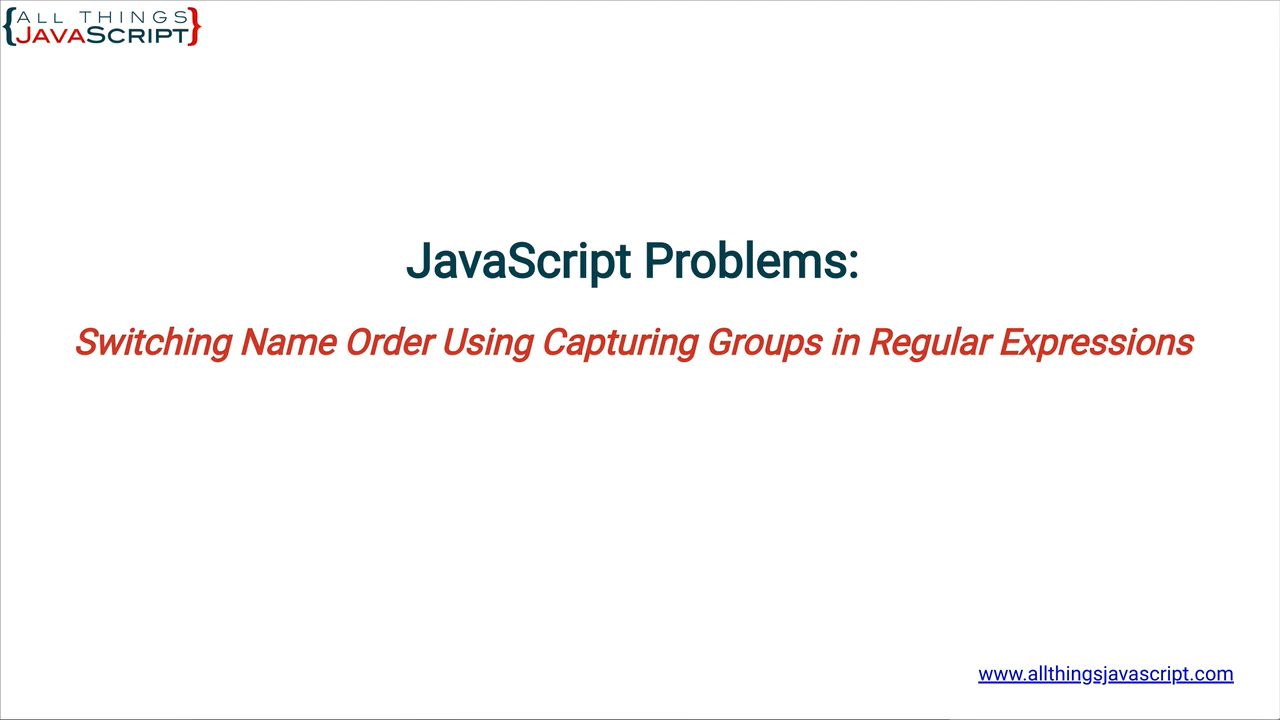 {ALL THINGS
JAVASCRIPT}
JavaScript Problems:
Switching Name Order Using Capturing Groups in Regular Expressions
www.allthingsjavascript.com